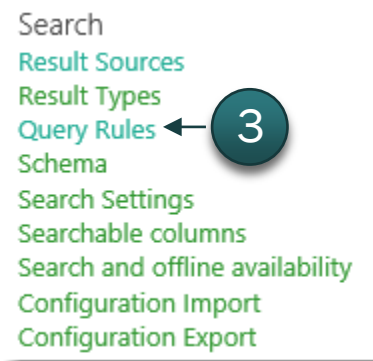 Search
Result Sources
Result Types
Query Rules
3
Schema
Search Settings
Searchable columns
Search and offline availability
Configuration Import
Configuration Export